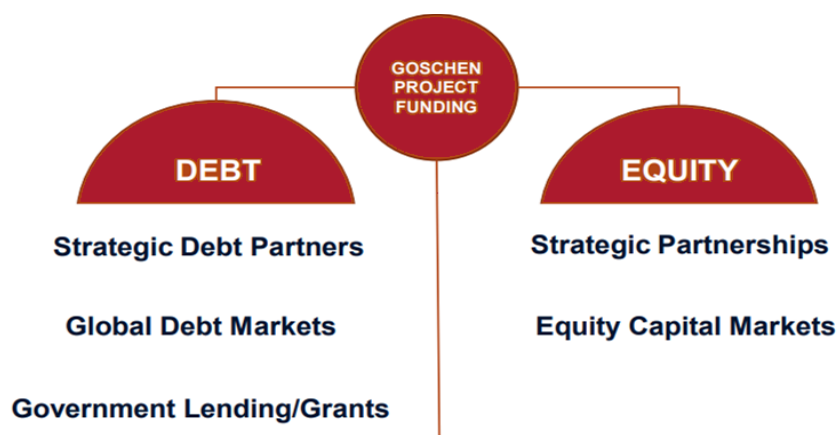 GOSCHEN
PROJECT
FUNDING
DEBT
Strategic Debt Partners
Global Debt Markets
Government Lending/Grants
EQUITY
Strategic Partnerships
Equity Capital Markets